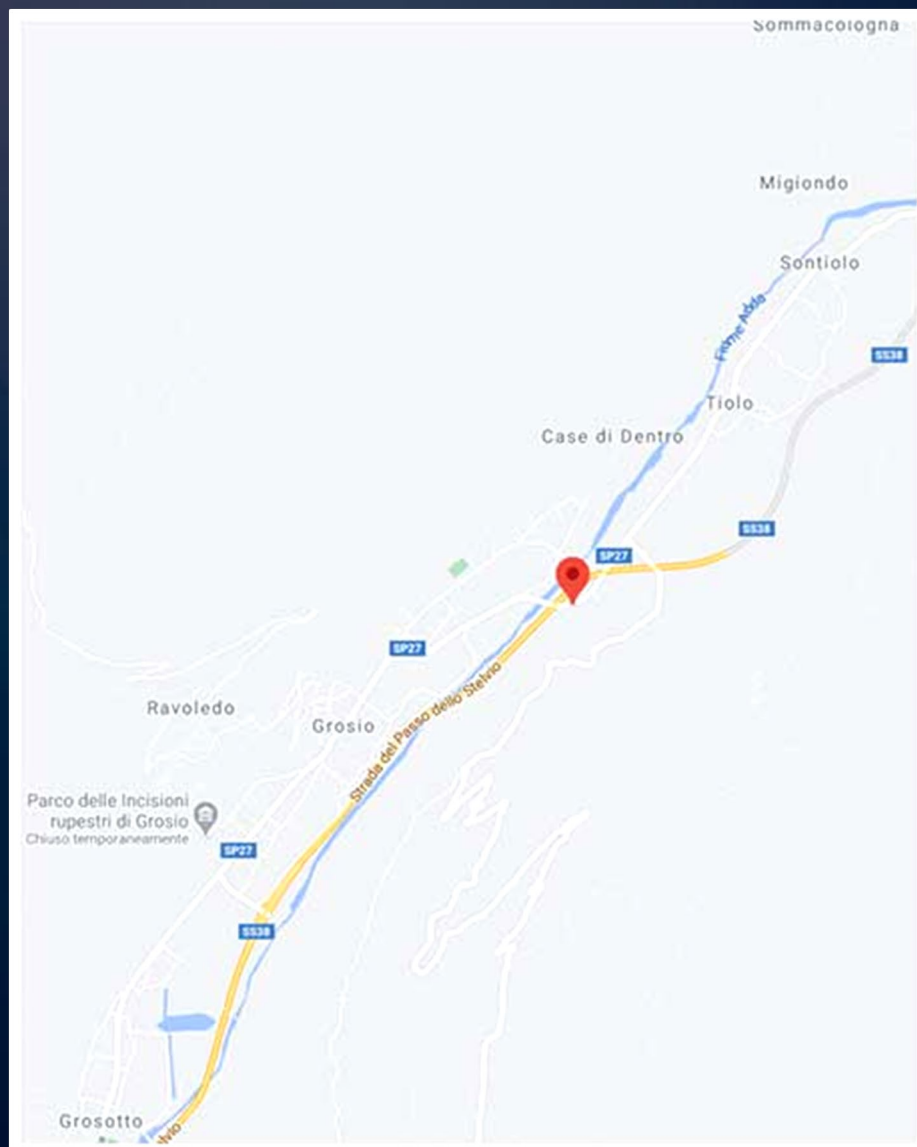 Sommacologna
Migiondo
Sontiolo
Fiume Adda
SS38
Tiolo
Case di Dentro
SS38
SP27
SP27
Strada del Passo dello Stelvio
Ravoledo
Grosio
Parco delle Incisioni
rupestri di Grosio
Chiuso temporaneamente
SP27
SS38
Grosotto
elvio